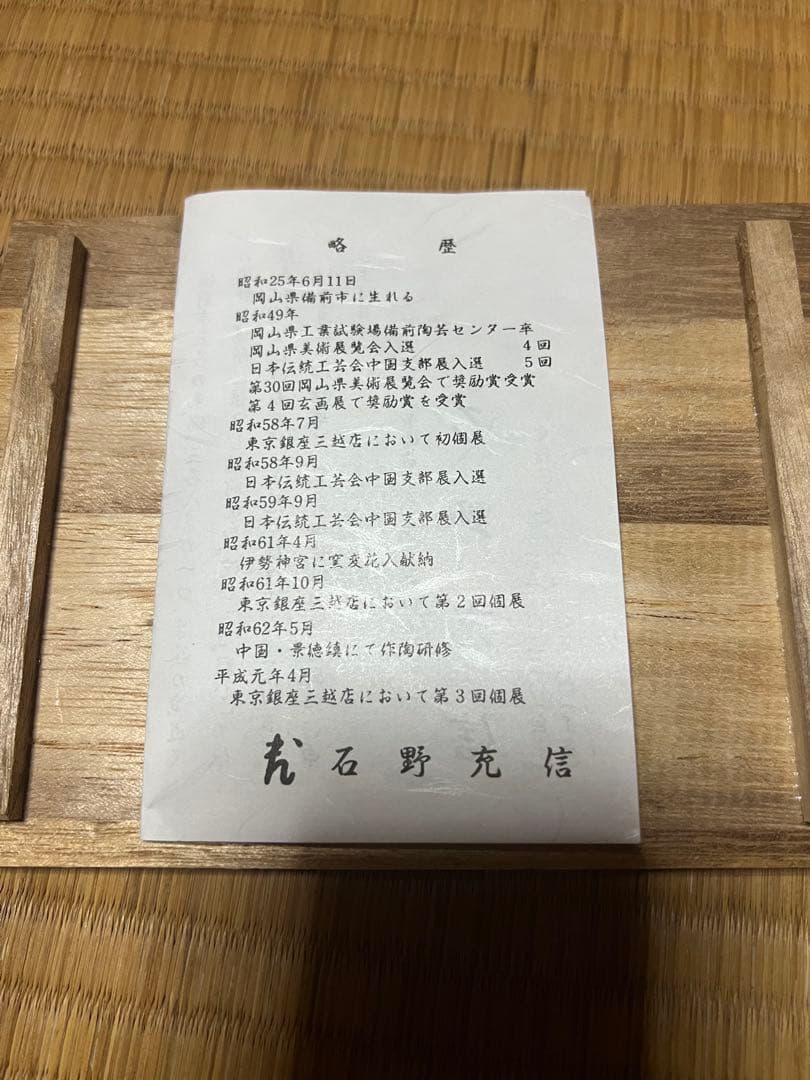 略歴
昭和25年6月11日
岡山県備前市に生れる
昭和49年
岡山県工業試験場備前陶芸センター卒
岡山県美術展覧会入選 4回
日本伝統工芸会中国支部展入選 5回
第30回岡山県美術展覧会で奨励賞受賞
第4回玄画展で奨励賞を受賞
昭和58年7月
東京銀座三越店において初個展
昭和58年9月
日本伝統工芸会中国支部展入選
昭和59年9月
日本伝統工芸会中国支部展入選
昭和61年4月
伊勢神宮に窯変花入献納
昭和61年10月
東京銀座三越店において第2回個展
昭和62年5月
中国・景徳鎮にて作陶研修
平成元年4月
東京銀座三越店において第3回個展
石野充信